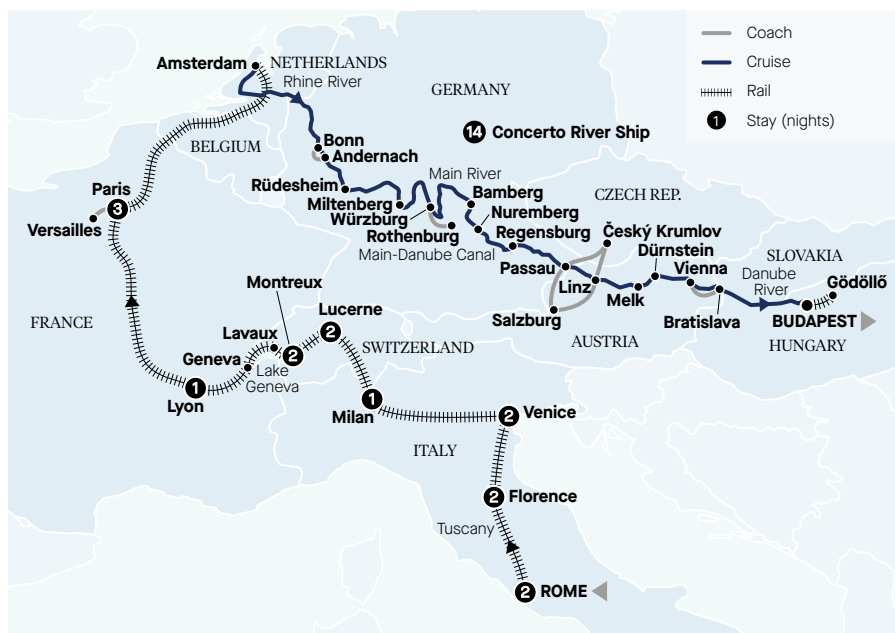 Coach
Cruise
Rail
1 Stay (nights)
Amsterdam
NETHERLANDS
Rhine River
GERMANY
14 Concerto River Ship
BELGIUM
Bonn
Andernach
Rüdesheim
Main River
Miltenberg
Würzburg
Rothenburg
Main-Danube Canal
Bamberg
Nuremberg
Regensburg
CZECH REP.
Český Krumlov
Passau
Linz
Salzburg
Melk
Dürnstein
Vienna
AUSTRIA
Bratislava
SLOVAKIA
Danube
River
Gödöllő
BUDAPEST
HUNGARY
Paris
3
Versailles
FRANCE
Montreux
2
Lucerne
2
Lavaux
Geneva
Lake
Geneva
SWITZERLAND
1
Lyon
1
Milan
2 Venice
ITALY
2 Florence
Tuscany
2 ROME